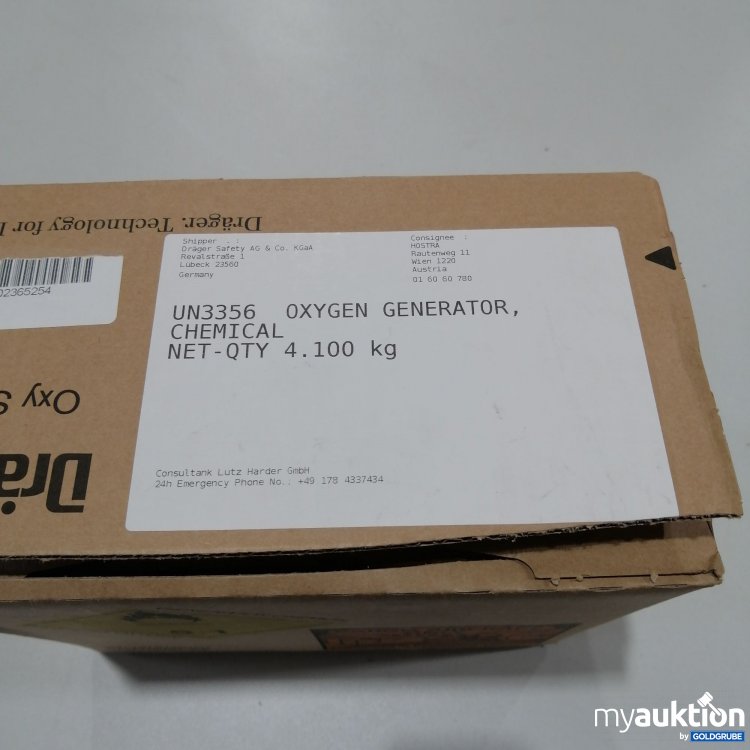 Dräger. Technology for
Shipper . :
Dräger Safety AG & Co. KGaA
Revalstraße 1
Lübeck 23560
Germany
Consignee :
HOSTRA
Rautenweg 11
Wien 1220
Austria
01 60 60 780
02365254
UN3356 OXYGEN GENERATOR,
CHEMICAL
NET-QTY 4.100 kg
Oxy
Drä
Consultank Lutz Harder GmbH
24h Emergency Phone No.: +49 178 4337434
myauktion
by GOLDGRUBE